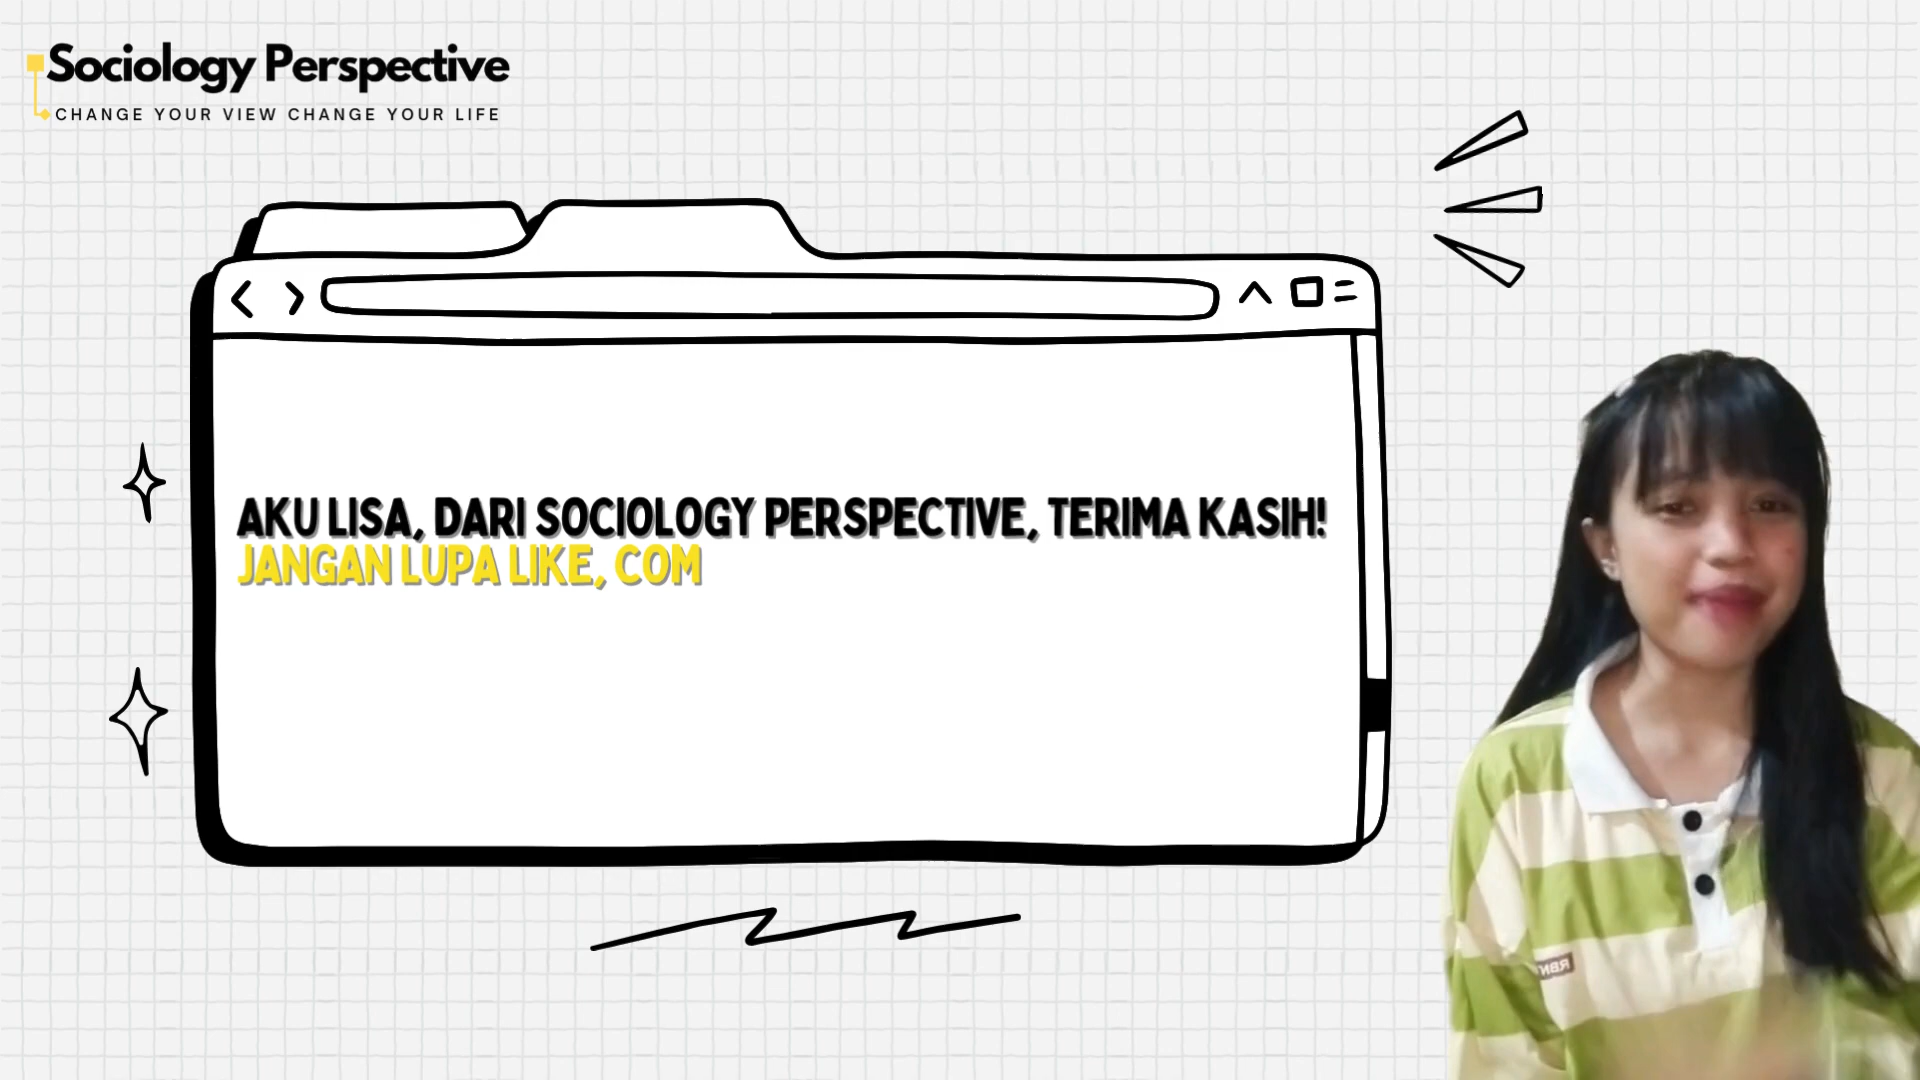 Sociology Perspective
CHANGE YOUR VIEW CHANGE YOUR LIFE
AKU LISA, DARI SOCIOLOGY PERSPECTIVE, TERIMA KASIH!
JANGAN LUPA LIKE, COM